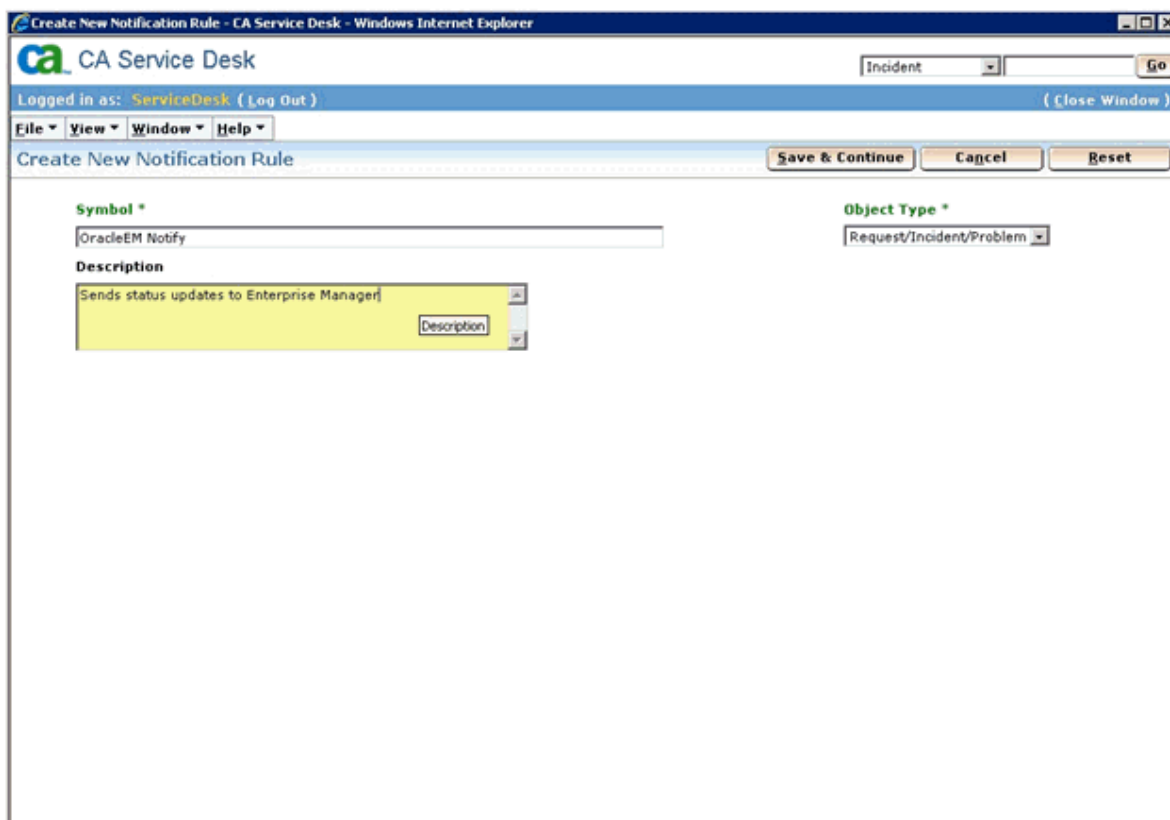 Create New Notification Rule - CA Service Desk - Windows Internet Explorer
ca CA Service Desk
Incident Go
Logged in as: ServiceDesk ( Log Out ) ( Close Window )
File View Window Help
Create New Notification Rule Save & Continue Cancel Reset
Symbol * Object Type *
OracleEM Notify Request/Incident/Problem
Description
Sends status updates to Enterprise Manager
Description